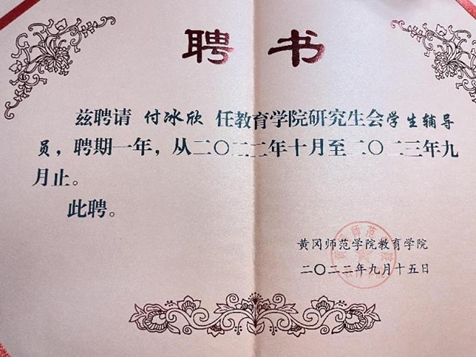 聘书
兹聘请 付冰欣 任教育学院研究生会学生辅导
员，聘期一年，从二〇二二年十月至二〇二三年九
月止。
此聘。
黄冈师范学院教育学院
二〇二二年九月十五日